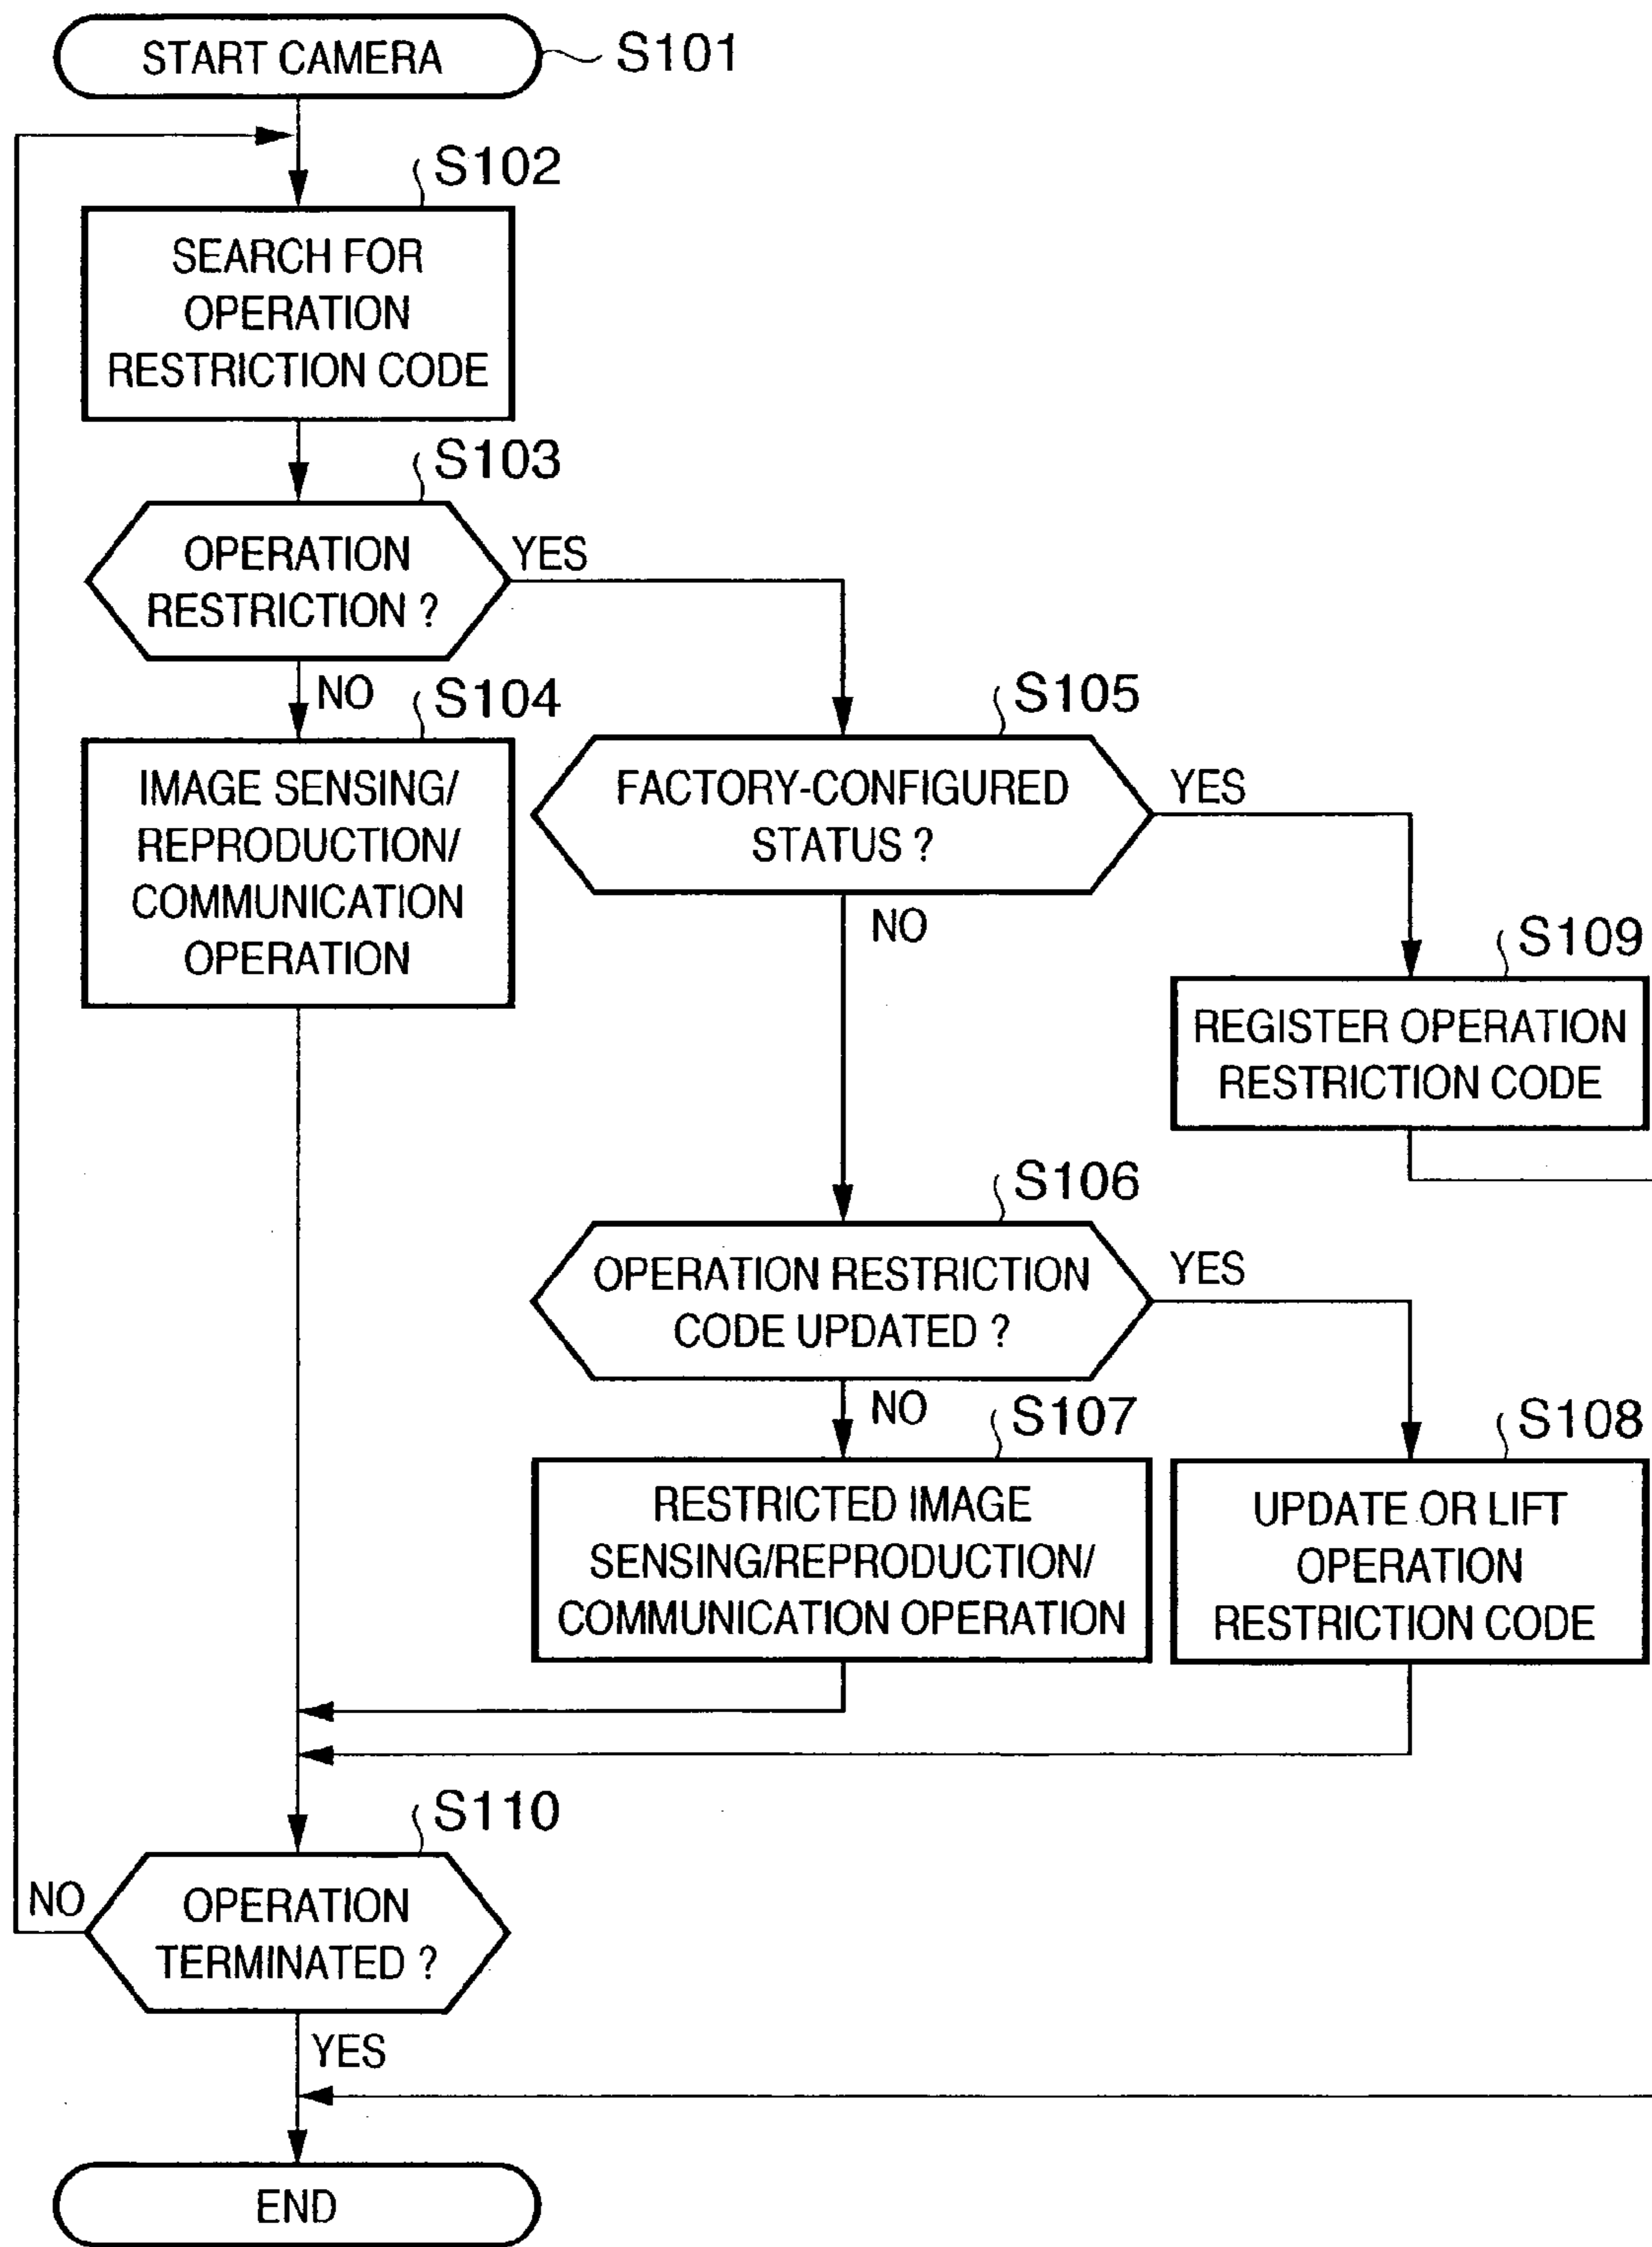 START CAMERA
S101
S102
SEARCH FOR
OPERATION
RESTRICTION CODE
S103
OPERATION
RESTRICTION ?
YES
NO
S104
IMAGE SENSING/
REPRODUCTION/
COMMUNICATION
OPERATION
S105
FACTORY-CONFIGURED
STATUS ?
YES
NO
S109
REGISTER OPERATION
RESTRICTION CODE
S106
OPERATION RESTRICTION
CODE UPDATED ?
YES
NO
S107
RESTRICTED IMAGE
SENSING/REPRODUCTION/
COMMUNICATION OPERATION
S108
UPDATE OR LIFT
OPERATION
RESTRICTION CODE
S110
OPERATION
TERMINATED ?
NO
YES
END